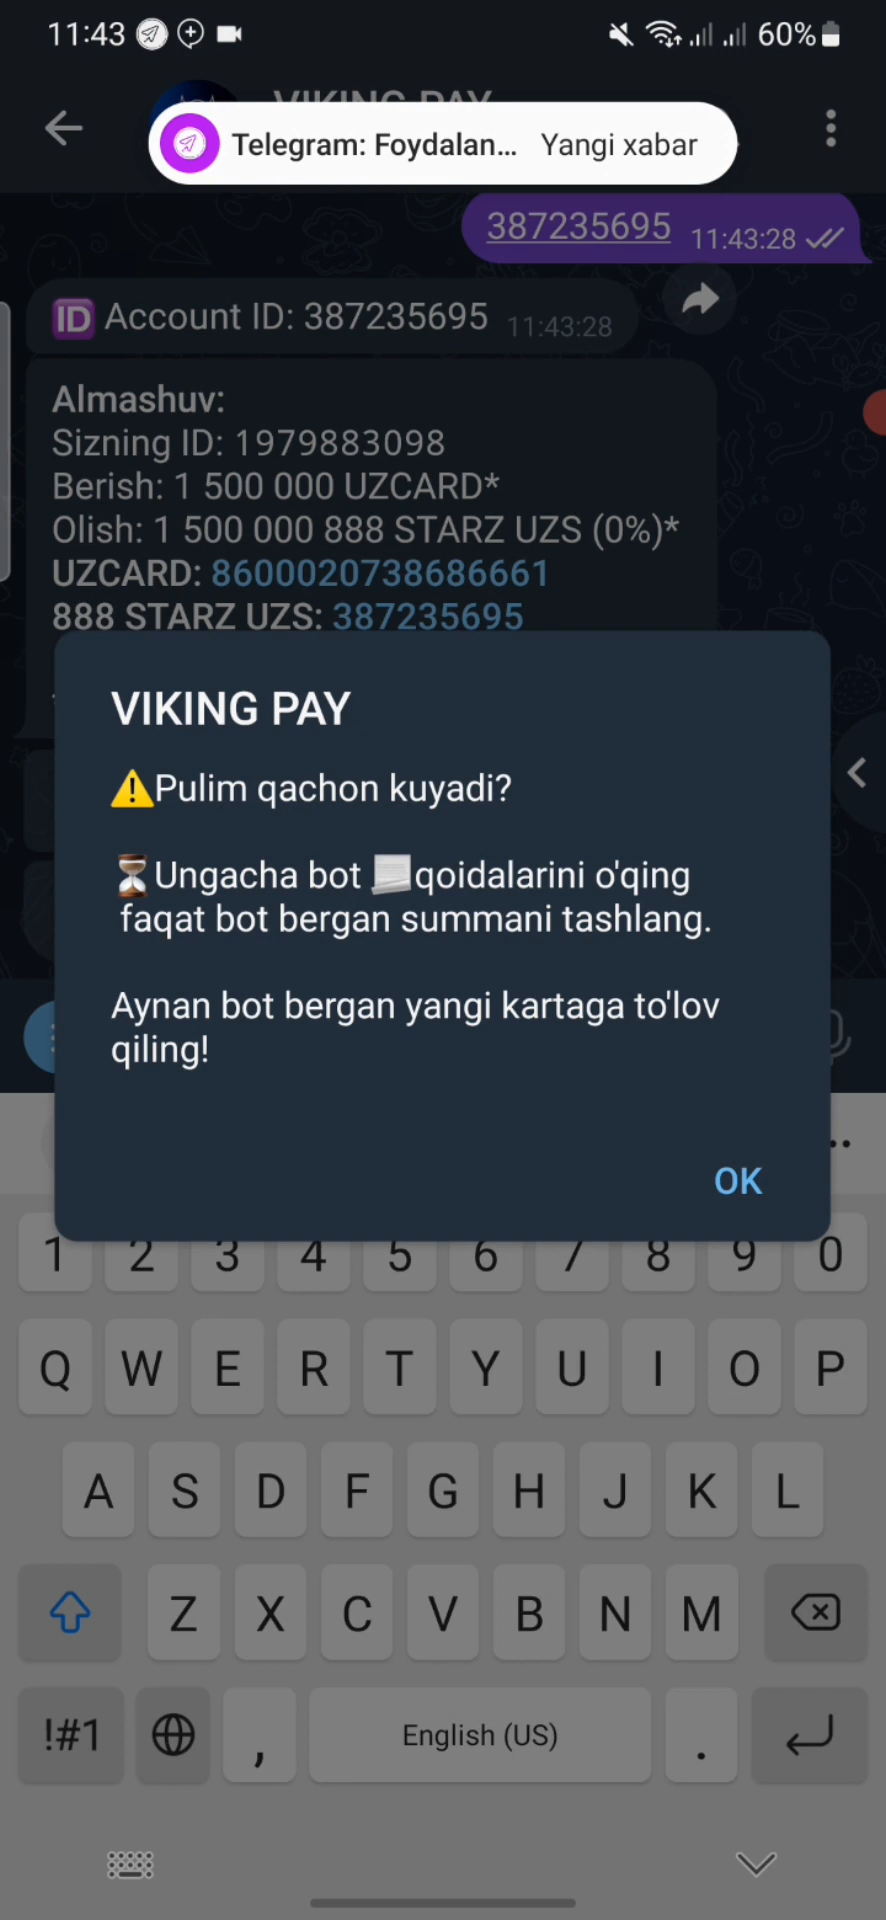 11:43
60%
VIKING PAY
Telegram: Foydalan... Yangi xabar
387235695 11:43:28
ID Account ID: 387235695 11:43:28
Almashuv:
Sizning ID: 1979883098
Berish: 1 500 000 UZCARD*
Olish: 1 500 000 888 STARZ UZS (0%)*
UZCARD: 8600020738686661
888 STARZ UZS: 387235695
VIKING PAY
⚠️Pulim qachon kuyadi?
⏳Ungacha bot 📃qoidalarini o'qing
faqat bot bergan summani tashlang.
Aynan bot bergan yangi kartaga to'lov
qiling!
OK
1 2 3 4 5 6 7 8 9 0
Q W E R T Y U I O P
A S D F G H J K L
Z X C V B N M
!#1 , English (US) .